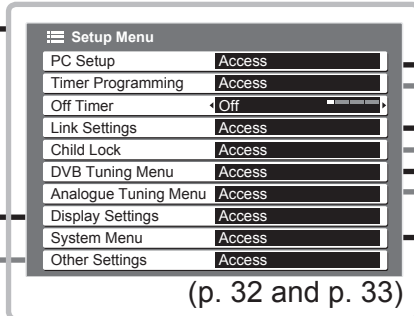 Setup Menu
PC Setup Access
Timer Programming Access
Off Timer Off
Link Settings Access
Child Lock Access
DVB Tuning Menu Access
Analogue Tuning Menu Access
Display Settings Access
System Menu Access
Other Settings Access
(p. 32 and p. 33)